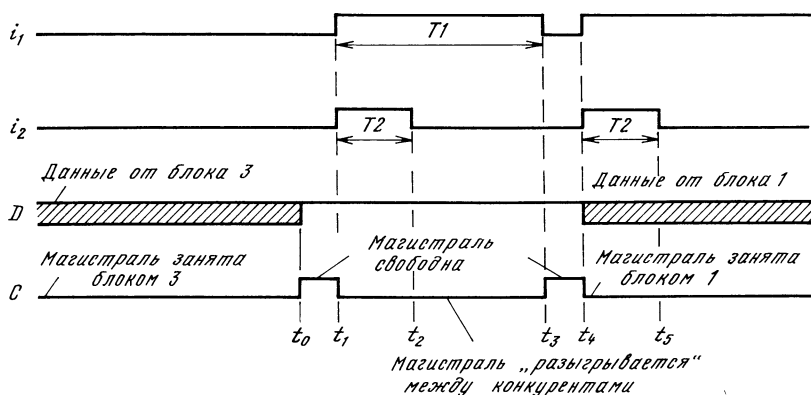 i₁
T1
i₂
T2
T2
Данные от блока 3
Данные от блока 1
D
Магистраль занята
блоком 3
Магистраль
свободна
Магистраль занята
блоком 1
C
t₀
t₁
t₂
t₃
t₄
t₅
Магистраль „разыгрывается“
между конкурентами